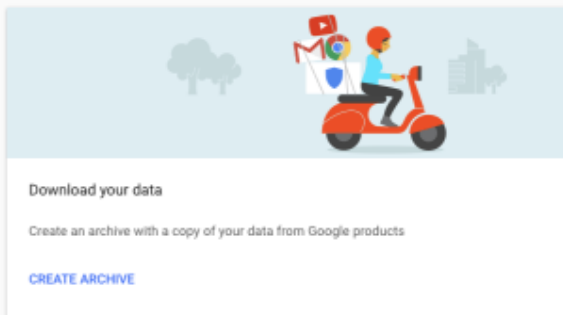 Download your data
Create an archive with a copy of your data from Google products
CREATE ARCHIVE